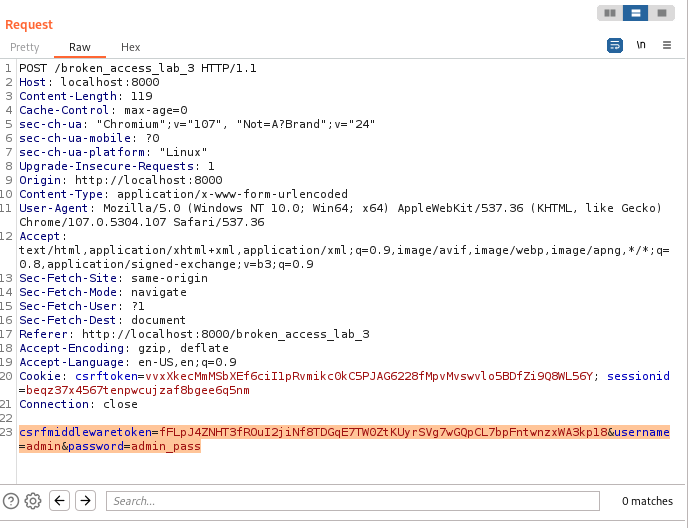 Request
Pretty Raw Hex
\n
1 POST /broken_access_lab_3 HTTP/1.1
2 Host: localhost:8000
3 Content-Length: 119
4 Cache-Control: max-age=0
5 sec-ch-ua: "Chromium";v="107", "Not=A?Brand";v="24"
6 sec-ch-ua-mobile: ?0
7 sec-ch-ua-platform: "Linux"
8 Upgrade-Insecure-Requests: 1
9 Origin: http://localhost:8000
10 Content-Type: application/x-www-form-urlencoded
11 User-Agent: Mozilla/5.0 (Windows NT 10.0; Win64; x64) AppleWebKit/537.36 (KHTML, like Gecko)
Chrome/107.0.5304.107 Safari/537.36
12 Accept:
text/html,application/xhtml+xml,application/xml;q=0.9,image/avif,image/webp,image/apng,*/*;q=
0.8,application/signed-exchange;v=b3;q=0.9
13 Sec-Fetch-Site: same-origin
14 Sec-Fetch-Mode: navigate
15 Sec-Fetch-User: ?1
16 Sec-Fetch-Dest: document
17 Referer: http://localhost:8000/broken_access_lab_3
18 Accept-Encoding: gzip, deflate
19 Accept-Language: en-US,en;q=0.9
20 Cookie: csrftoken=vvxXkecMmMSbXEf6ciI1pRvmikc0kC5PJAG6228fMpvMvswvlo5BDfZi9Q8WL56Y; sessionid
=beqz37x4567tenpwcujzaf8bgee6q5nm
21 Connection: close
22
23 csrfmiddlewaretoken=fFLpJ4ZNHT3fROuI2jiNf8TDGqE7TWOZtKUyrSVg7wGQpCL7bpFntwnzxWA3kp18&username
=admin&password=admin_pass
Search...
0 matches